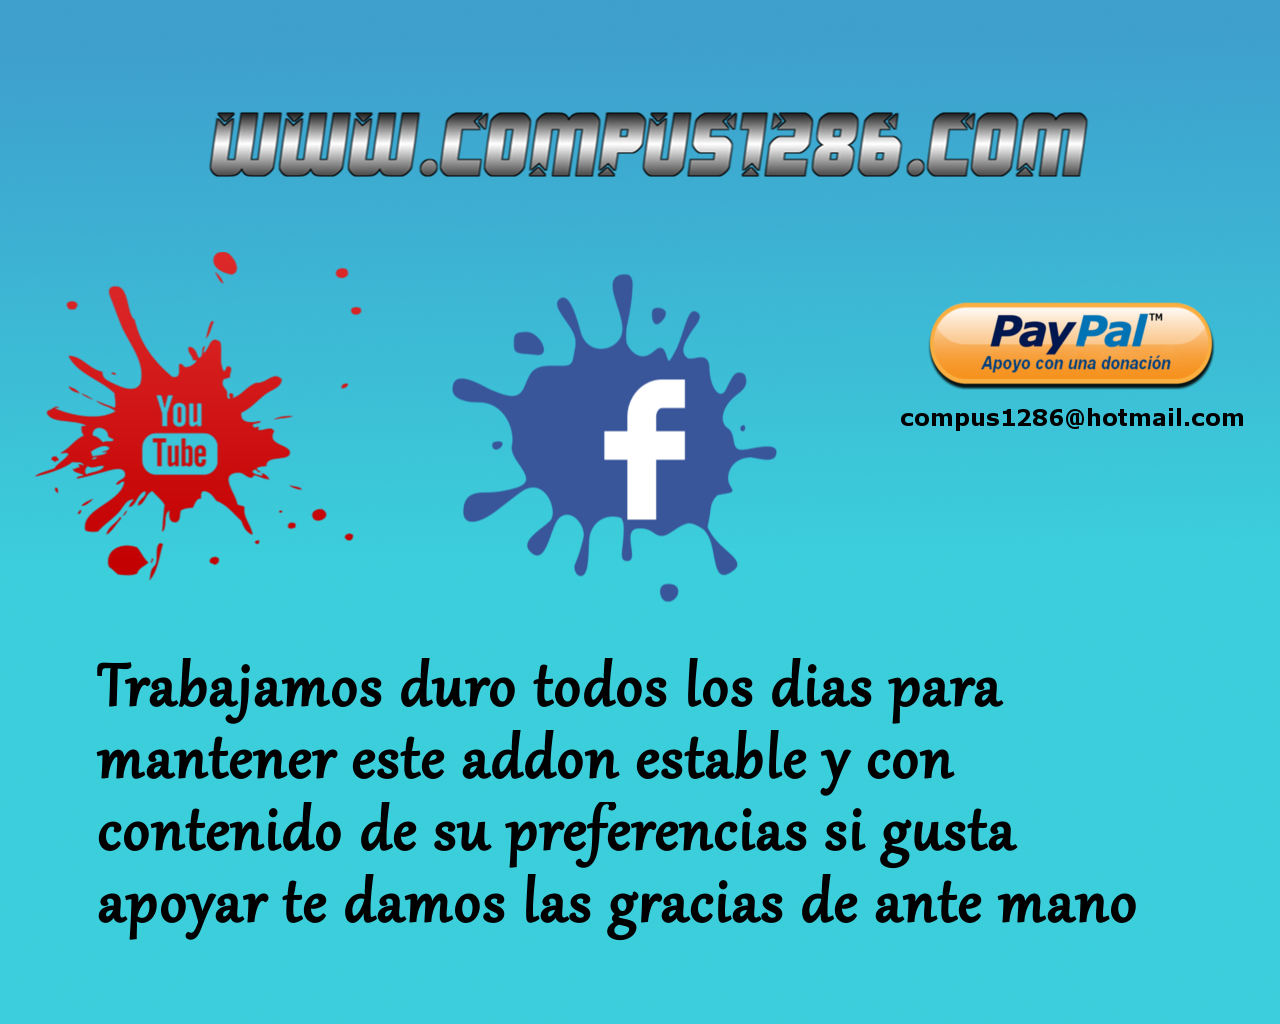 WWW.COMPUS1286.COM
You
Tube
f
PayPal™
Apoyo con una donación
compus1286@hotmail.com
Trabajamos duro todos los dias para
mantener este addon estable y con
contenido de su preferencias si gusta
apoyar te damos las gracias de ante mano